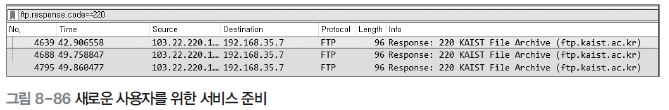 ftp.response.code==220
No. Time Source Destination Protocol Length Info
4639 42.906558 103.22.220.1… 192.168.35.7 FTP 96 Response: 220 KAIST File Archive (ftp.kaist.ac.kr)
4688 49.758847 103.22.220.1… 192.168.35.7 FTP 96 Response: 220 KAIST File Archive (ftp.kaist.ac.kr)
4795 49.860477 103.22.220.1… 192.168.35.7 FTP 96 Response: 220 KAIST File Archive (ftp.kaist.ac.kr)
그림 8-86 새로운 사용자를 위한 서비스 준비